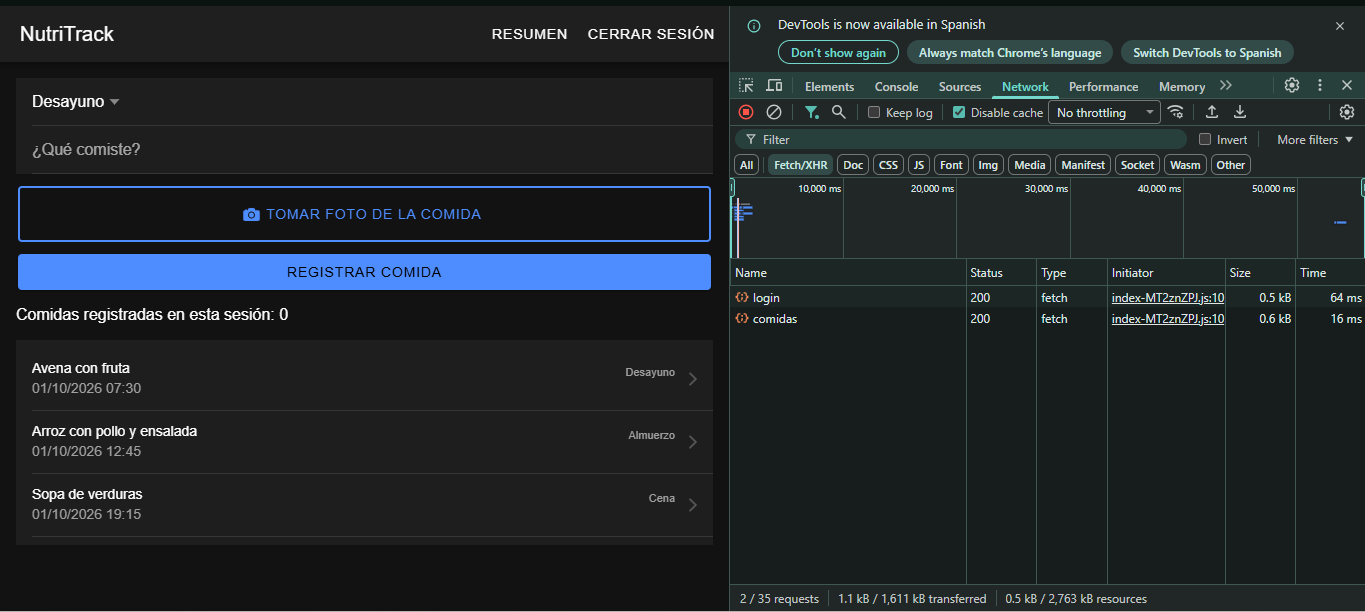 NutriTrack RESUMEN CERRAR SESIÓN
Desayuno
¿Qué comiste?
TOMAR FOTO DE LA COMIDA
REGISTRAR COMIDA
Comidas registradas en esta sesión: 0
Avena con fruta
Desayuno
01/10/2026 07:30
Arroz con pollo y ensalada
Almuerzo
01/10/2026 12:45
Sopa de verduras
Cena
01/10/2026 19:15
DevTools is now available in Spanish
Don't show again Always match Chrome's language Switch DevTools to Spanish
Elements Console Sources Network Performance Memory
Keep log Disable cache No throttling
Filter Invert More filters
All Fetch/XHR Doc CSS JS Font Img Media Manifest Socket Wasm Other
10,000 ms 20,000 ms 30,000 ms 40,000 ms 50,000 ms
Name Status Type Initiator Size Time
login 200 fetch index-MT2znZPJ.js:10 0.5 kB 64 ms
comidas 200 fetch index-MT2znZPJ.js:10 0.6 kB 16 ms
2 / 35 requests 1.1 kB / 1,611 kB transferred 0.5 kB / 2,763 kB resources